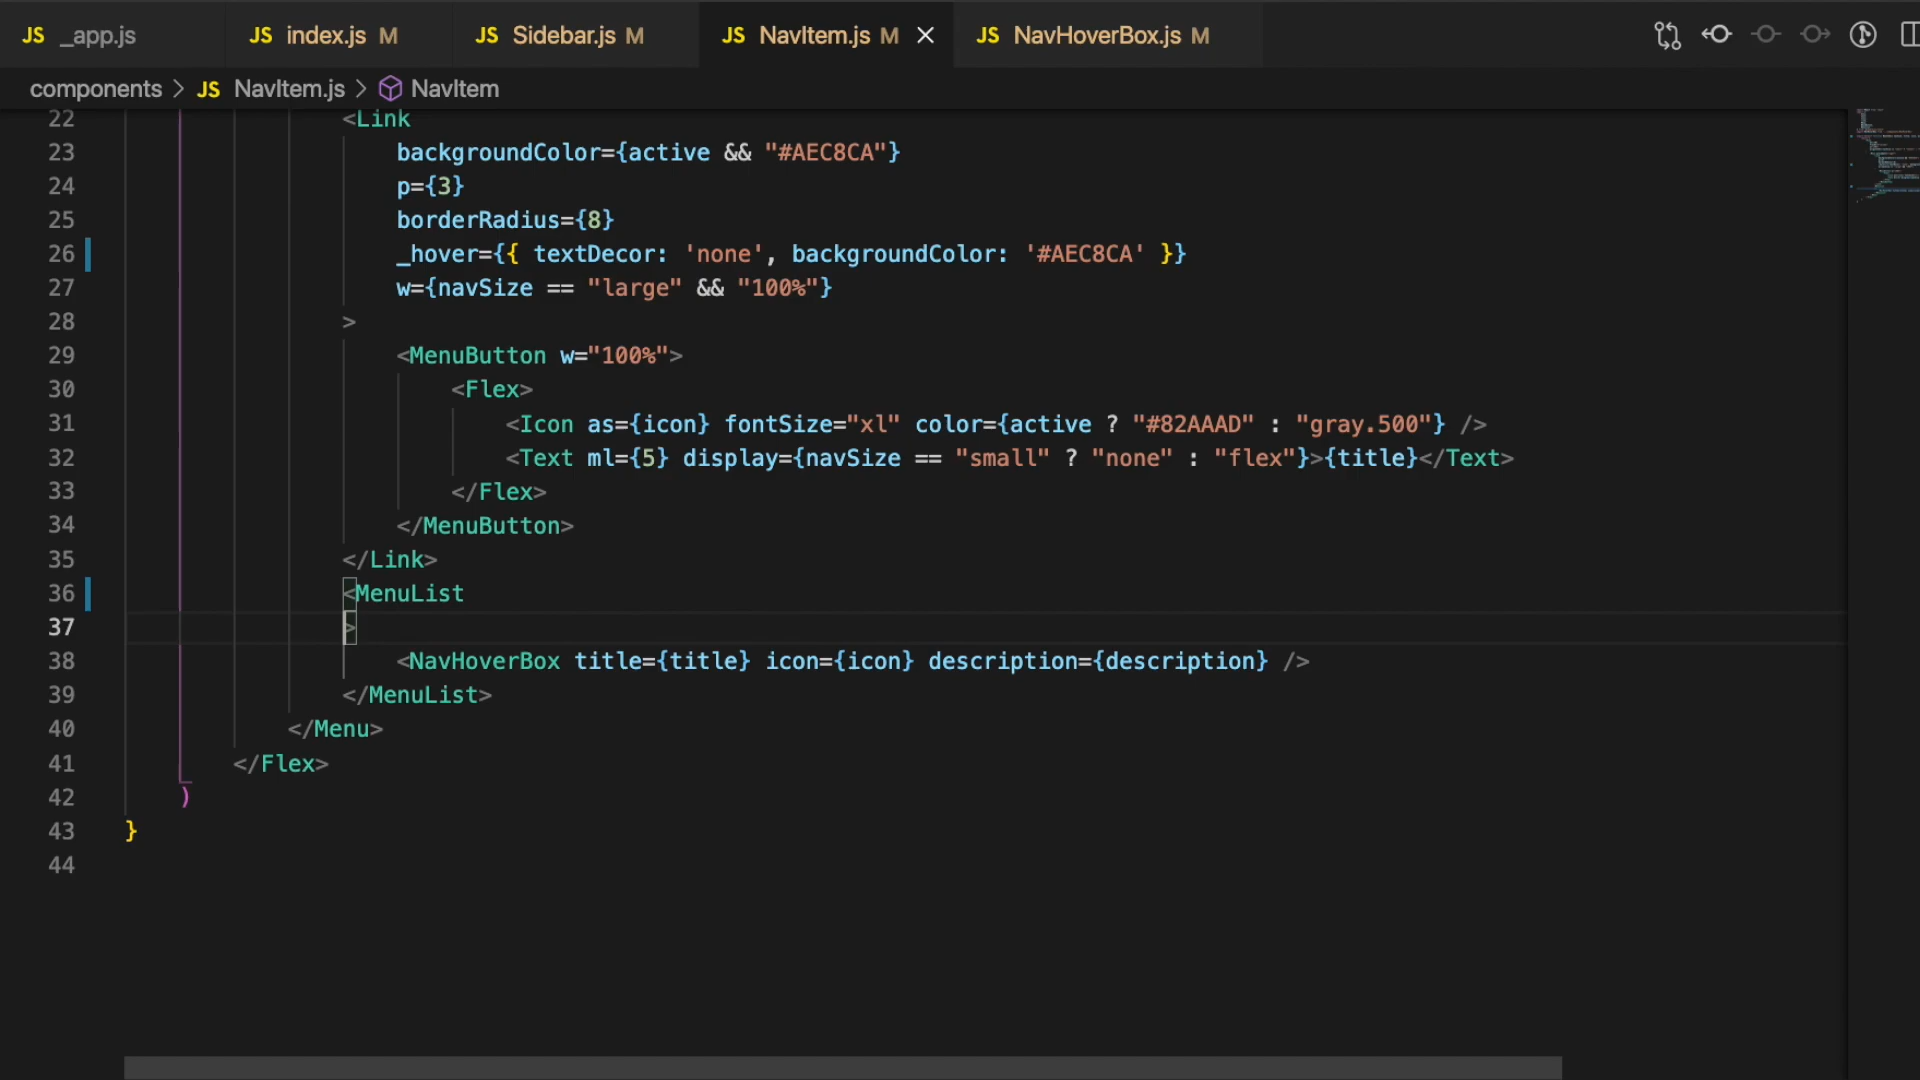 JS _app.js JS index.js M JS Sidebar.js M JS NavItem.js M JS NavHoverBox.js M
components > JS NavItem.js > NavItem
22 <Link
23 backgroundColor={active && "#AEC8CA"}
24 p={3}
25 borderRadius={8}
26 _hover={{ textDecor: 'none', backgroundColor: '#AEC8CA' }}
27 w={navSize == "large" && "100%"}
28 >
29 <MenuButton w="100%">
30 <Flex>
31 <Icon as={icon} fontSize="xl" color={active ? "#82AAAD" : "gray.500"} />
32 <Text ml={5} display={navSize == "small" ? "none" : "flex"}>{title}</Text>
33 </Flex>
34 </MenuButton>
35 </Link>
36 <MenuList
37 >
38 <NavHoverBox title={title} icon={icon} description={description} />
39 </MenuList>
40 </Menu>
41 </Flex>
42 )
43 }
44